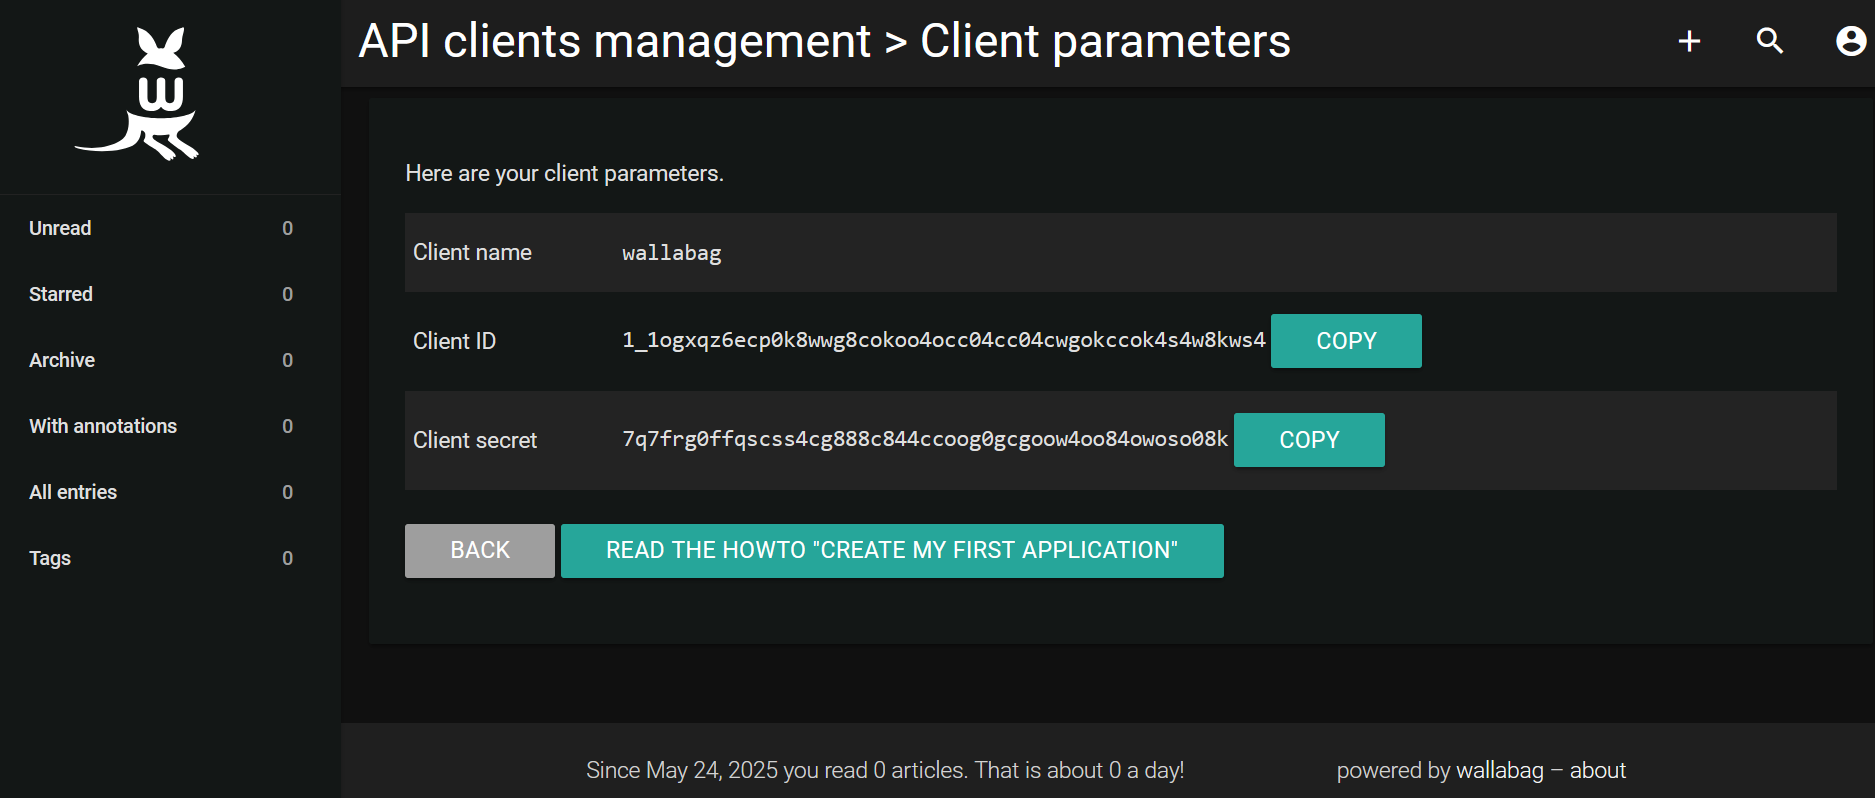 API clients management > Client parameters
W
Here are your client parameters.
Unread 0
Starred 0
Archive 0
With annotations 0
All entries 0
Tags 0
Client name wallabag
Client ID 1_1ogxqz6ecp0k8wwg8cokoo4occ04cc04cwgokccok4s4w8kws4 COPY
Client secret 7q7frg0ffqscss4cg888c844ccoog0gcgoow4oo84owoso08k COPY
BACK READ THE HOWTO "CREATE MY FIRST APPLICATION"
Since May 24, 2025 you read 0 articles. That is about 0 a day! powered by wallabag – about